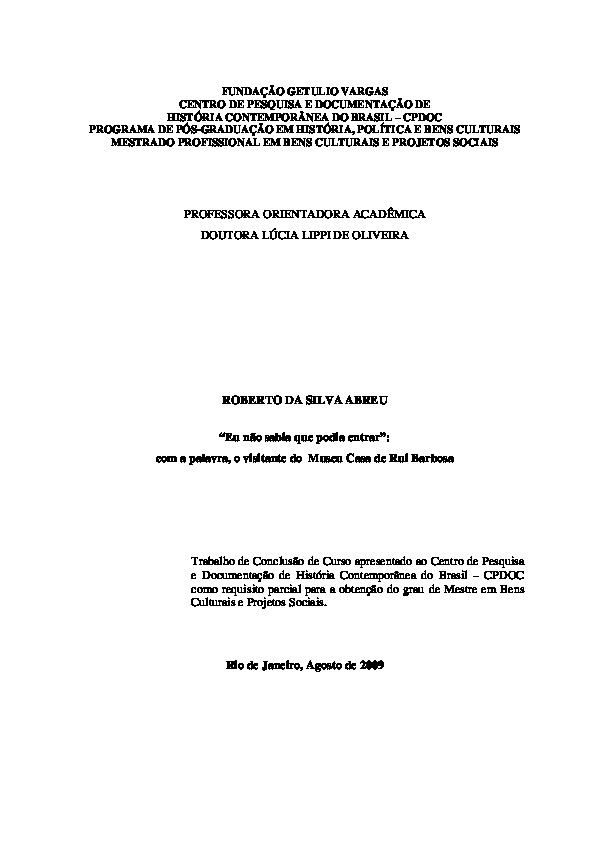 FUNDAÇÃO GETULIO VARGAS
CENTRO DE PESQUISA E DOCUMENTAÇÃO DE
HISTÓRIA CONTEMPORÂNEA DO BRASIL – CPDOC
PROGRAMA DE PÓS-GRADUAÇÃO EM HISTÓRIA, POLÍTICA E BENS CULTURAIS
MESTRADO PROFISSIONAL EM BENS CULTURAIS E PROJETOS SOCIAIS
PROFESSORA ORIENTADORA ACADÊMICA
DOUTORA LÚCIA LIPPI DE OLIVEIRA
ROBERTO DA SILVA ABREU
“Eu não sabia que podia entrar”:
com a palavra, o visitante do Museu Casa de Rui Barbosa
Trabalho de Conclusão de Curso apresentado ao Centro de Pesquisa
e Documentação de História Contemporânea do Brasil – CPDOC
como requisito parcial para a obtenção do grau de Mestre em Bens
Culturais e Projetos Sociais.
Rio de Janeiro, Agosto de 2009